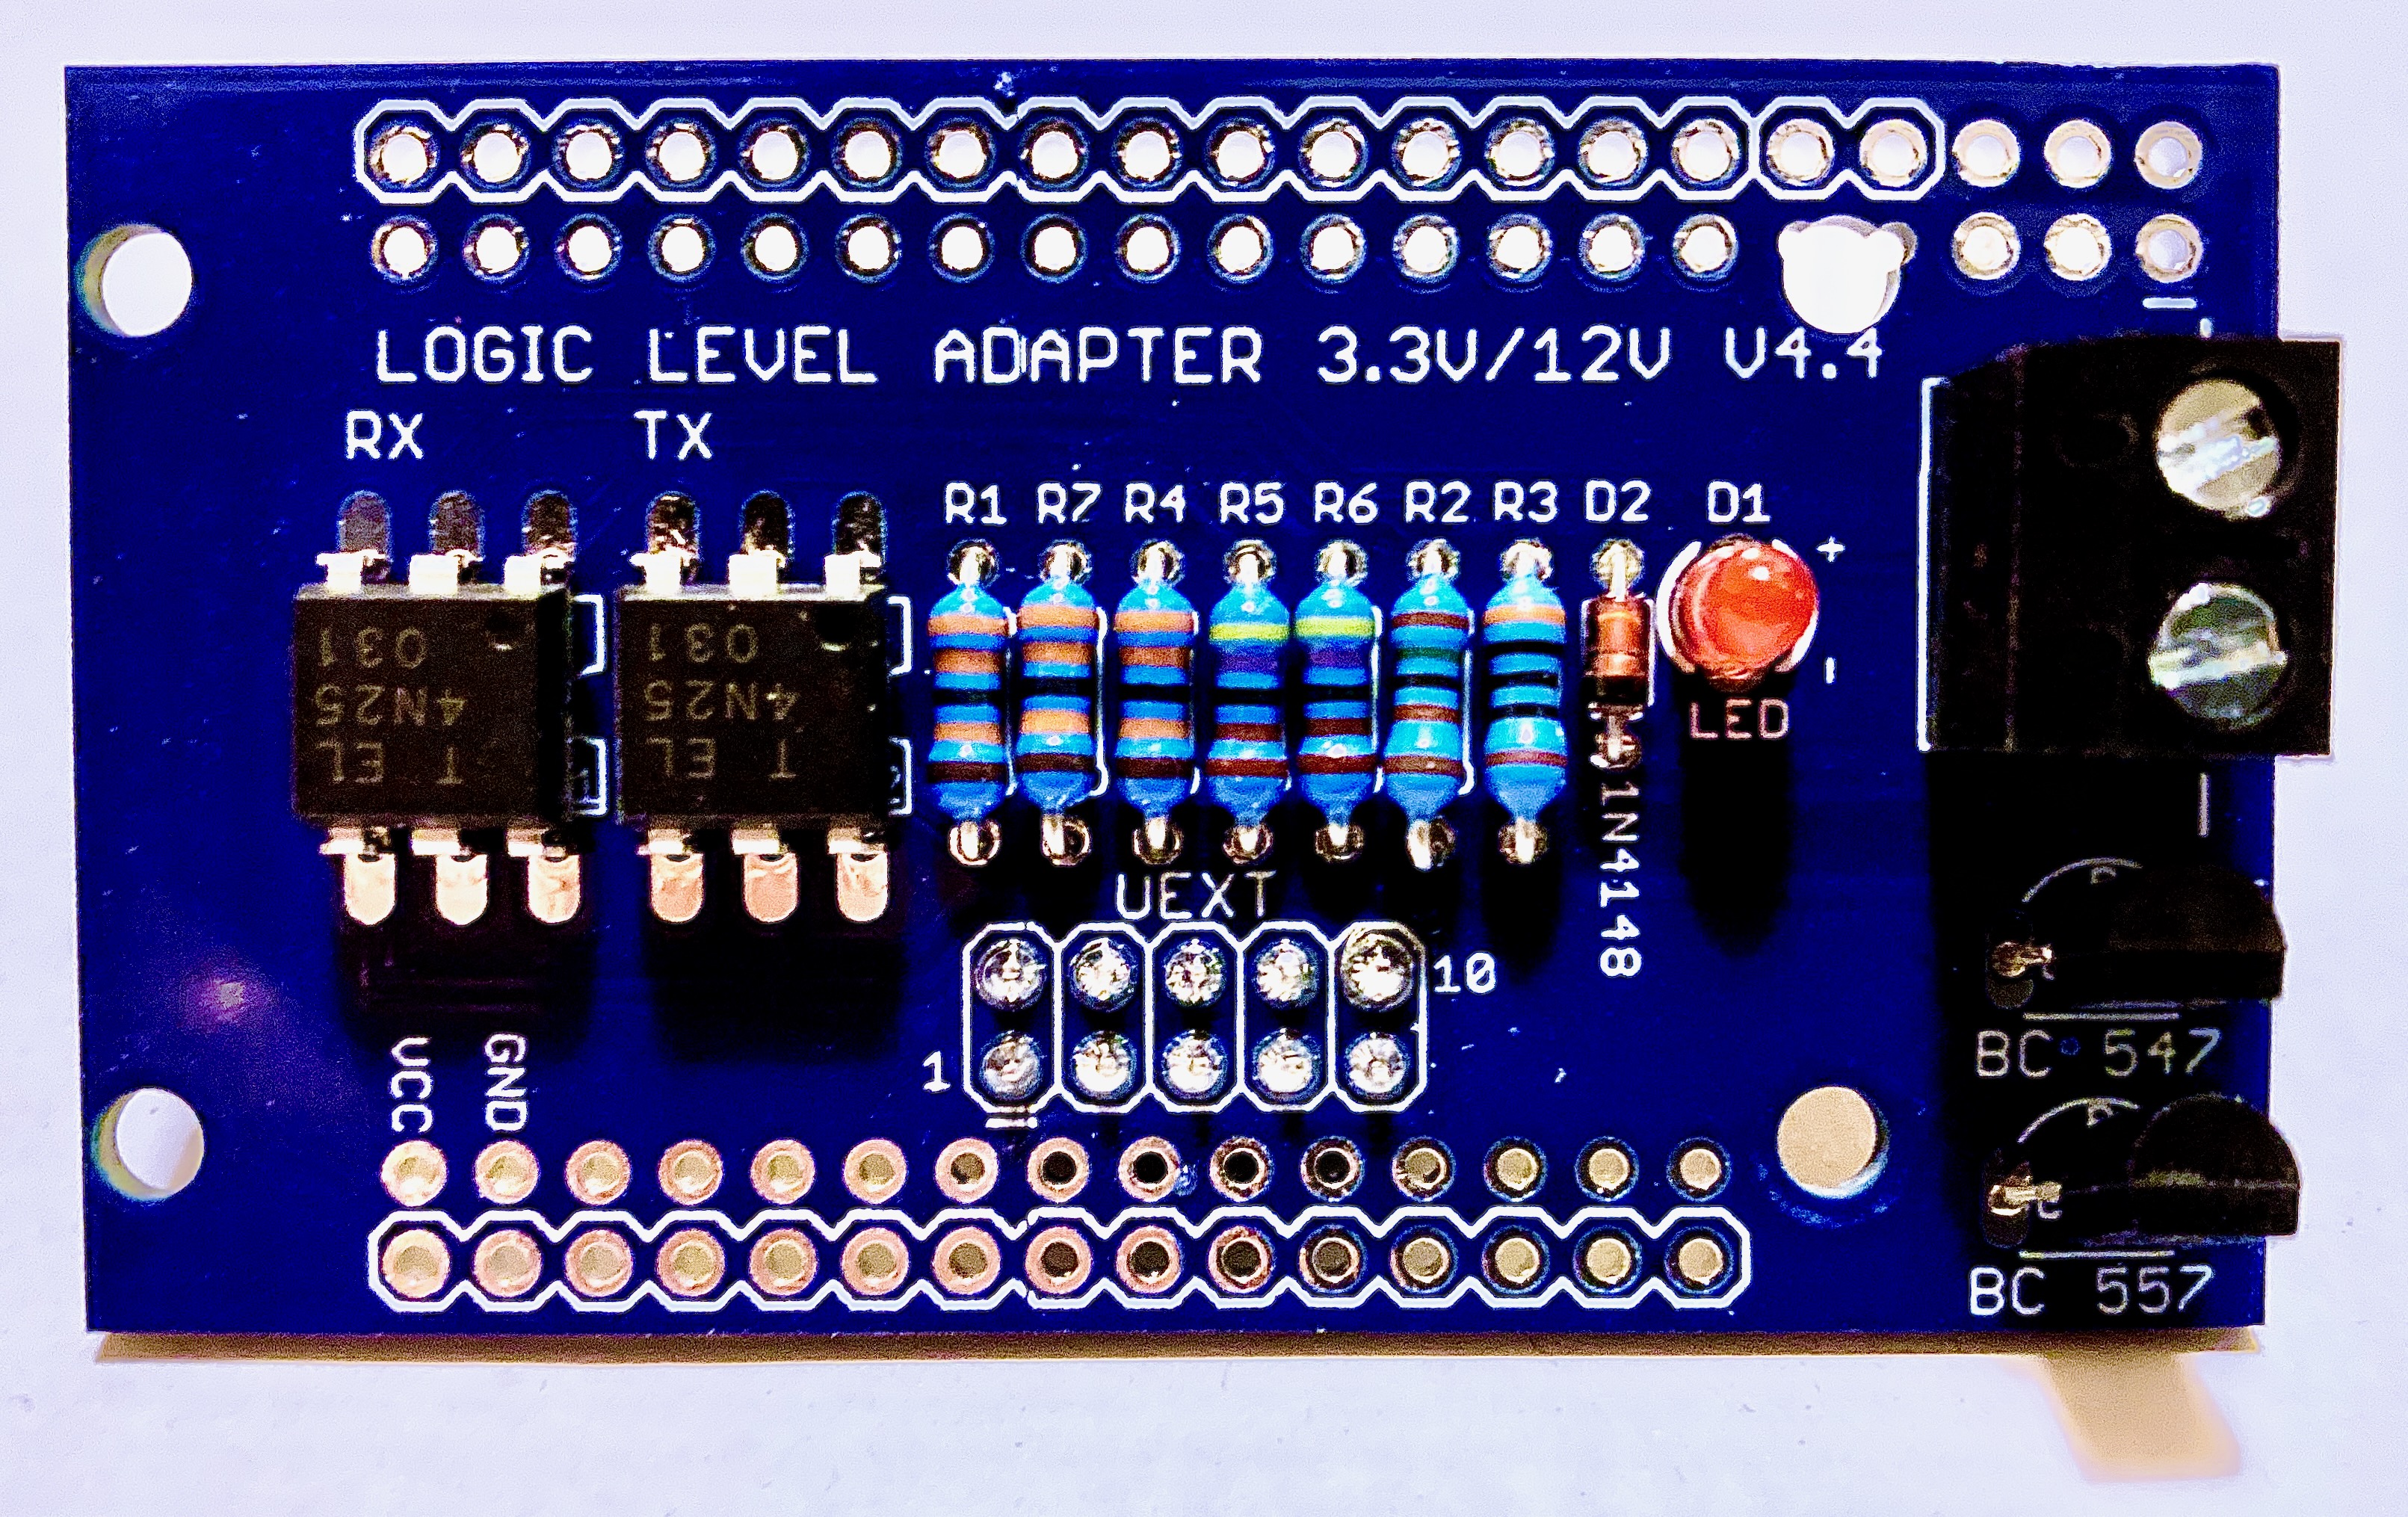 LOGIC LEVEL ADAPTER 3.3V/12V V4.4
RX TX
R1 R7 R4 R5 R6 R2 R3 D2 D1
+
-
LED
T EL
4N25
031
T EL
4N25
031
1N4148
UEXT
10
1
VCC GND
BC 547
BC 557